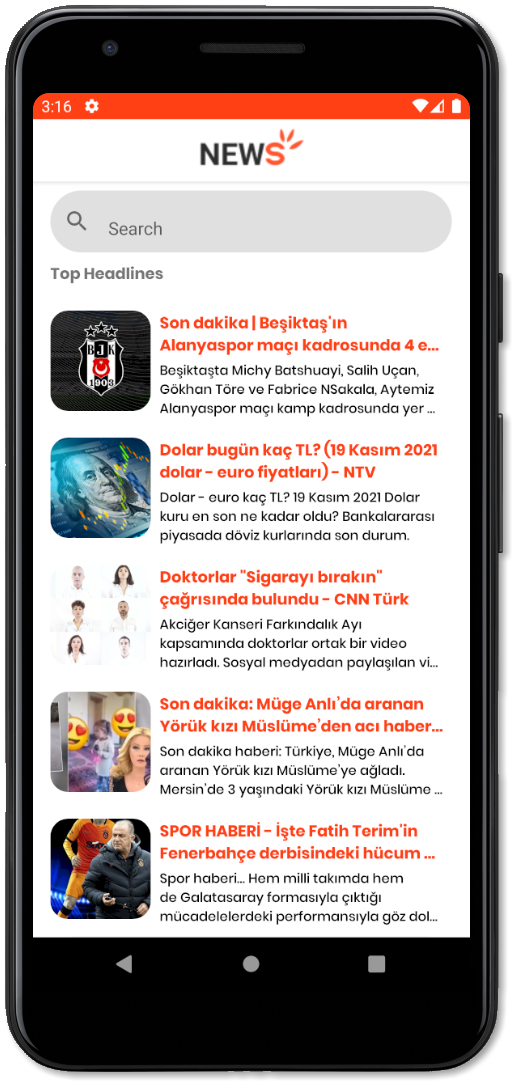 3:16
NEWS
Search
Top Headlines
BJK
1903
Son dakika | Beşiktaş'ın
Alanyaspor maçı kadrosunda 4 e...
Beşiktaşta Michy Batshuayi, Salih Uçan,
Gökhan Töre ve Fabrice NSakala, Aytemiz
Alanyaspor maçı kamp kadrosunda yer ...
Dolar bugün kaç TL? (19 Kasım 2021
dolar - euro fiyatları) - NTV
Dolar - euro kaç TL? 19 Kasım 2021 Dolar
kuru en son ne kadar oldu? Bankalararası
piyasada döviz kurlarında son durum.
Doktorlar "Sigarayı bırakın"
çağrısında bulundu - CNN Türk
Akciğer Kanseri Farkındalık Ayı
kapsamında doktorlar ortak bir video
hazırladı. Sosyal medyadan paylaşılan vi...
Son dakika: Müge Anlı’da aranan
Yörük kızı Müslüme’den acı haber...
Son dakika haberi: Türkiye, Müge Anlı’da
aranan Yörük kızı Müslüme’ye ağladı.
Mersin’de 3 yaşındaki Yörük kızı Müslüme ...
SPOR HABERİ - İşte Fatih Terim'in
Fenerbahçe derbisindeki hücum ...
Spor haberi... Hem milli takımda hem
de Galatasaray formasıyla çıktığı
mücadelelerdeki performansıyla göz dol...